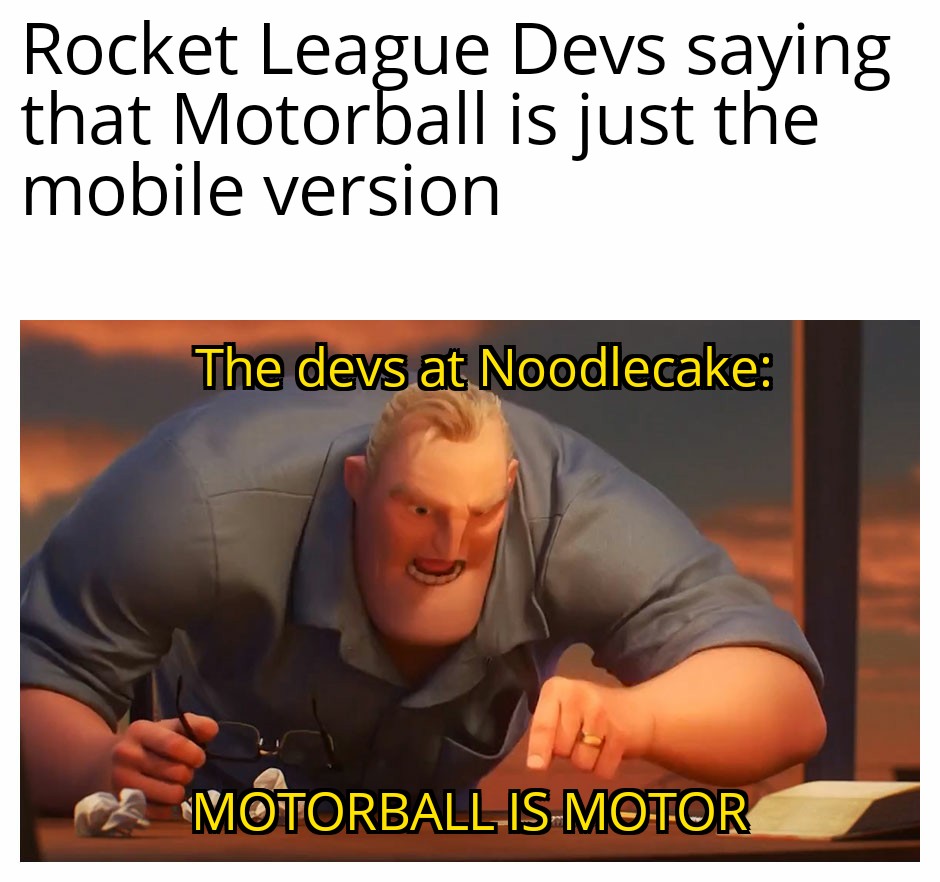 Rocket League Devs saying
that Motorball is just the
mobile version
The devs at Noodlecake:
MOTORBALL IS MOTOR